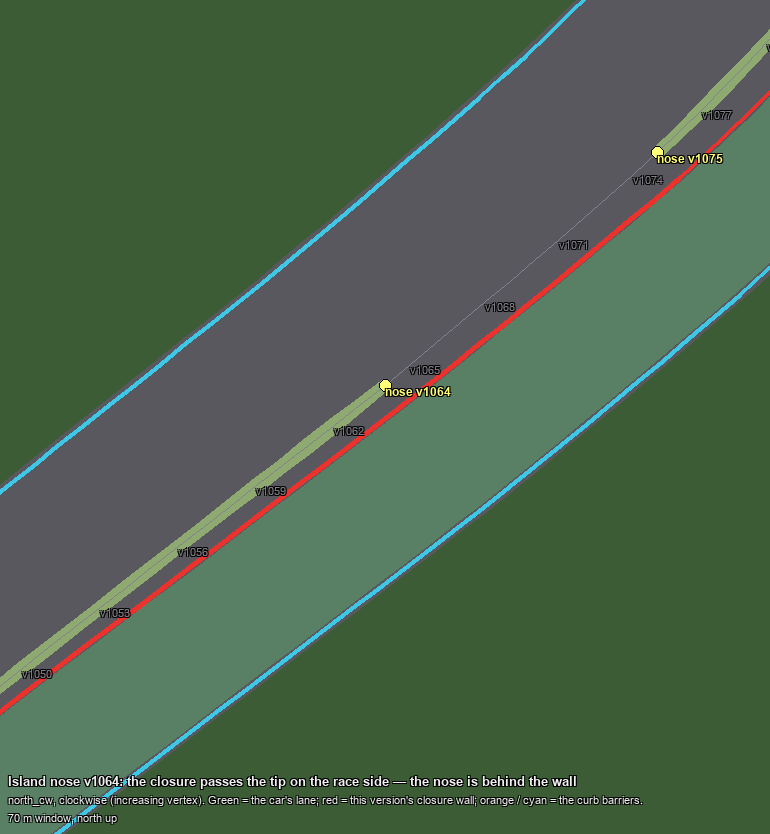 v1077
nose v1075
v1074
v1071
v1068
v1065
nose v1064
v1062
v1059
v1056
v1053
v1050
Island nose v1064: the closure passes the tip on the race side — the nose is behind the wall
north_cw, clockwise (increasing vertex). Green = the car's lane; red = this version's closure wall; orange / cyan = the curb barriers.
70 m window, north up